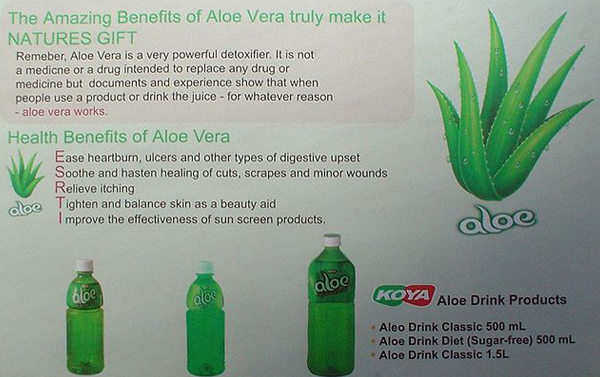 The Amazing Benefits of Aloe Vera truly make it
NATURES GIFT
Remeber, Aloe Vera is a very powerful detoxifier. It is not
a medicne or a drug intended to replace any drug or
medicine but documents and experience show that when
people use a product or drink the juice - for whatever reason
- aloe vera works.
Health Benefits of Aloe Vera
Ease heartburn, ulcers and other types of digestive upset
Soothe and hasten healing of cuts, scrapes and minor wounds
Relieve itching
Tighten and balance skin as a beauty aid
Improve the effectiveness of sun screen products.
aloe
aloe
aloe
aloe
aloe
KOYA Aloe Drink Products
• Aleo Drink Classic 500 mL
• Aloe Drink Diet (Sugar-free) 500 mL
• Aloe Drink Classic 1.5L